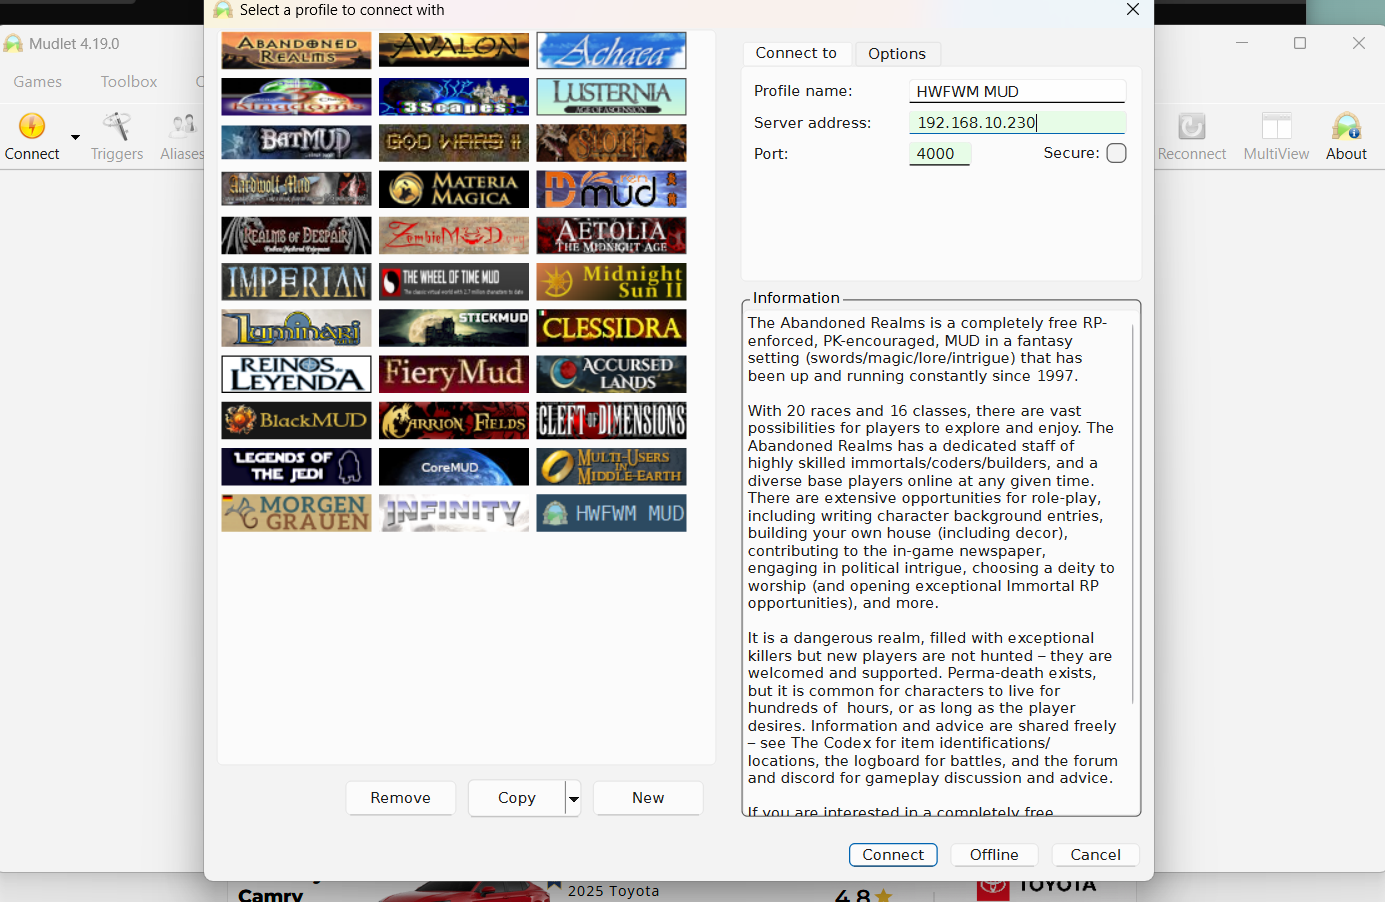 Select a profile to connect with
Mudlet 4.19.0
Games
Toolbox
C
Connect
Triggers
Aliases
Reconnect
MultiView
About
ABANDONED REALMS
AVALON
Achaea
Kingdoms
3Scapes
LUSTERNIA
AGE OF ASCENSION
BATMUD
GOD WARS II
SLOTH
Aardwolf Mud
MATERIA MAGICA
mud
REALMS OF DESPAIR
ZombieMUD.org
AETOLIA
THE MIDNIGHT AGE
IMPERIAN
THE WHEEL OF TIME MUD
The classic virtual world with 2.7 million characters to date
Midnight Sun II
Luminari
STICKMUD
CLESSIDRA
REINOS DE LEYENDA
FieryMud
ACCURSED LANDS
BlackMUD
CARRION FIELDS
CLEFT OF DIMENSIONS
LEGENDS OF THE JEDI
CoreMUD
MULTI-USERS IN MIDDLE-EARTH
MORGEN GRAUEN
INFINITY
HWFWM MUD
Remove
Copy
New
Connect to
Options
Profile name:
HWFWM MUD
Server address:
192.168.10.230
Port:
4000
Secure:
Information
The Abandoned Realms is a completely free RP-
enforced, PK-encouraged, MUD in a fantasy
setting (swords/magic/lore/intrigue) that has
been up and running constantly since 1997.
With 20 races and 16 classes, there are vast
possibilities for players to explore and enjoy. The
Abandoned Realms has a dedicated staff of
highly skilled immortals/coders/builders, and a
diverse base players online at any given time.
There are extensive opportunities for role-play,
including writing character background entries,
building your own house (including decor),
contributing to the in-game newspaper,
engaging in political intrigue, choosing a deity to
worship (and opening exceptional Immortal RP
opportunities), and more.
It is a dangerous realm, filled with exceptional
killers but new players are not hunted – they are
welcomed and supported. Perma-death exists,
but it is common for characters to live for
hundreds of  hours, or as long as the player
desires. Information and advice are shared freely
– see The Codex for item identifications/
locations, the logboard for battles, and the forum
and discord for gameplay discussion and advice.
If you are interested in a completely free
Connect
Offline
Cancel
Camry
2025 Toyota
4.8
TOYOTA